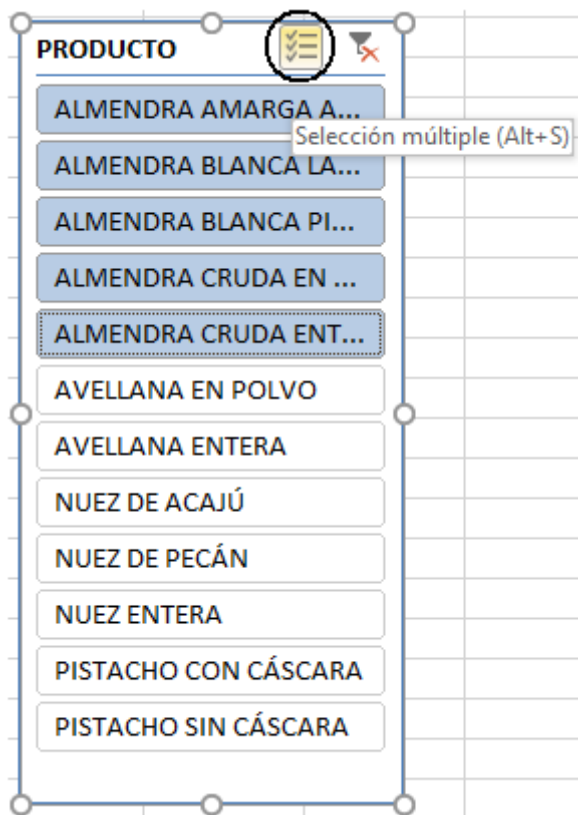 PRODUCTO
ALMENDRA AMARGA A...
Selección múltiple (Alt+S)
ALMENDRA BLANCA LA...
ALMENDRA BLANCA PI...
ALMENDRA CRUDA EN ...
ALMENDRA CRUDA ENT...
AVELLANA EN POLVO
AVELLANA ENTERA
NUEZ DE ACAJÚ
NUEZ DE PECÁN
NUEZ ENTERA
PISTACHO CON CÁSCARA
PISTACHO SIN CÁSCARA